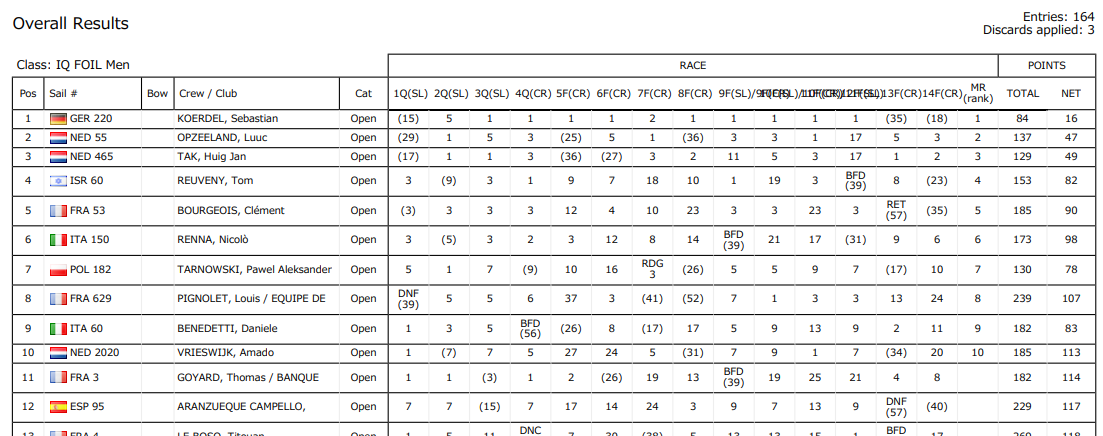 Overall Results
Entries: 164
Discards applied: 3
Class: IQ FOIL Men RACE POINTS
Pos Sail # Bow Crew / Club Cat 1Q(SL) 2Q(SL) 3Q(SL) 4Q(CR) 5F(CR) 6F(CR) 7F(CR) 8F(CR) 9F(SL) 13F(CR) 14F(CR) MR (rank) TOTAL NET
1 GER 220 KOERDEL, Sebastian Open (15) 5 1 1 1 1 2 1 1 1 1 1 (35) (18) 1 84 16
2 NED 55 OPZEELAND, Luuc Open (29) 1 5 3 (25) 5 1 (36) 3 3 1 17 5 3 2 137 47
3 NED 465 TAK, Huig Jan Open (17) 1 1 3 (36) (27) 3 2 11 5 3 17 1 2 3 129 49
4 ISR 60 REUVENY, Tom Open 3 (9) 3 1 9 7 18 10 1 19 3 BFD (39) 8 (23) 4 153 82
5 FRA 53 BOURGEOIS, Clément Open (3) 3 3 3 12 4 10 23 3 3 23 3 RET (57) (35) 5 185 90
6 ITA 150 RENNA, Nicolò Open 3 (5) 3 2 3 12 8 14 BFD (39) 21 17 (31) 9 6 6 173 98
7 POL 182 TARNOWSKI, Pawel Aleksander Open 5 1 7 (9) 10 16 RDG 3 (26) 5 5 9 7 (17) 10 7 130 78
8 FRA 629 PIGNOLET, Louis / EQUIPE DE Open DNF (39) 5 5 6 37 3 (41) (52) 7 1 3 3 13 24 8 239 107
9 ITA 60 BENEDETTI, Daniele Open 1 3 5 BFD (56) (26) 8 (17) 17 5 9 13 9 2 11 9 182 83
10 NED 2020 VRIESWIJK, Amado Open 1 (7) 7 5 27 24 5 (31) 7 9 1 7 (34) 20 10 185 113
11 FRA 3 GOYARD, Thomas / BANQUE Open 1 1 (3) 1 2 (26) 19 13 BFD (39) 19 25 21 4 8 182 114
12 ESP 95 ARANZUEQUE CAMPELLO, Open 7 7 (15) 7 17 14 24 3 9 7 13 9 DNF (57) (40) 229 117
DNC BFD